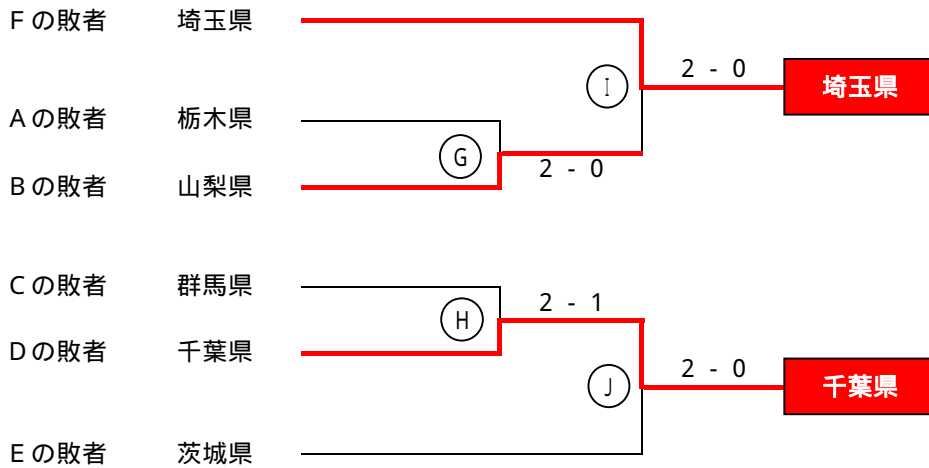 Fの敗者 埼玉県
2 - 0
埼玉県
I
Aの敗者 栃木県
G
2 - 0
Bの敗者 山梨県
Cの敗者 群馬県
2 - 1
H
Dの敗者 千葉県
2 - 0
千葉県
J
Eの敗者 茨城県